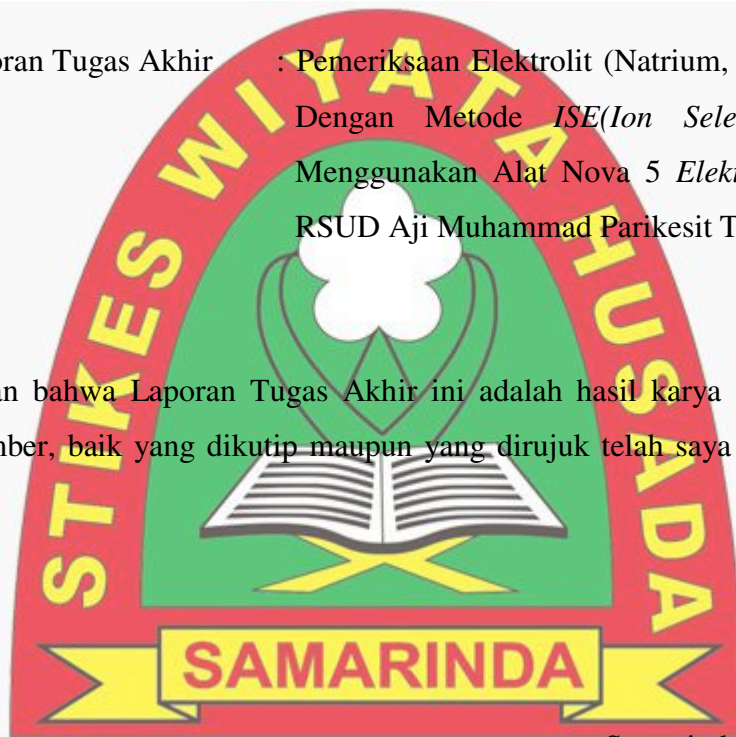 oran Tugas Akhir : Pemeriksaan Elektrolit (Natrium,
Dengan Metode ISE(Ion Sele
Menggunakan Alat Nova 5 Elekt
RSUD Aji Muhammad Parikesit T
an bahwa Laporan Tugas Akhir ini adalah hasil karya
mber, baik yang dikutip maupun yang dirujuk telah saya
STIKES WIYATA HUSADA
SAMARINDA